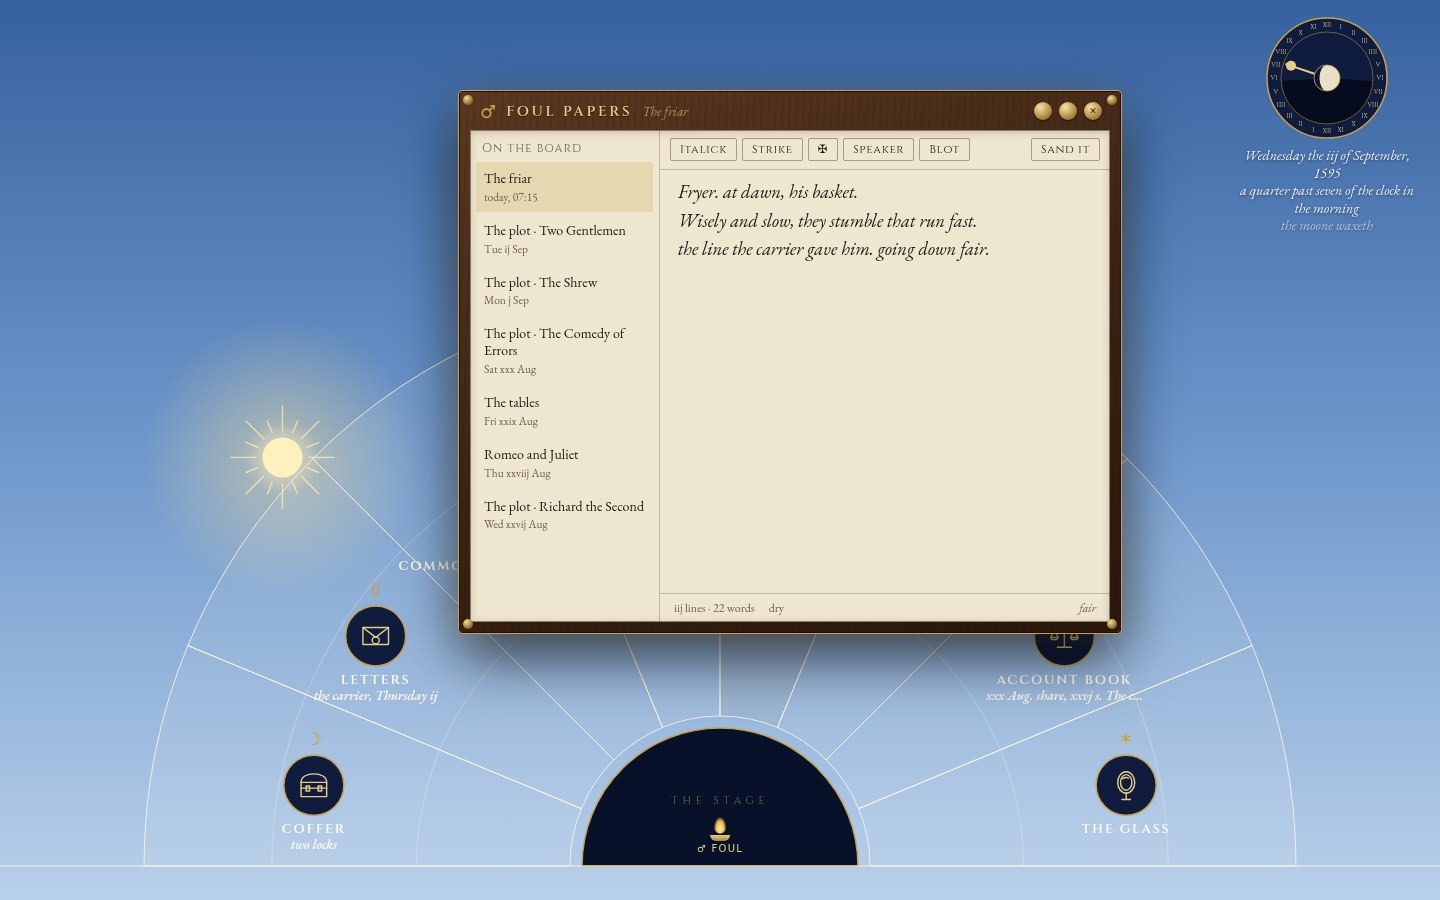 ♂ FOUL PAPERS The friar
ON THE BOARD
The friar
today, 07:15
The plot · Two Gentlemen
Tue ij Sep
The plot · The Shrew
Mon j Sep
The plot · The Comedy of
Errors
Sat xxx Aug
The tables
Fri xxix Aug
Romeo and Juliet
Thu xxviij Aug
The plot · Richard the Second
Wed xxvij Aug
ITALICK STRIKE ✠ SPEAKER BLOT SAND IT
Fryer. at dawn, his basket.
Wisely and slow, they stumble that run fast.
the line the carrier gave him. going down fair.
iij lines · 22 words dry fair
Wednesday the iij of September,
1595
a quarter past seven of the clock in
the morning
the moone waxeth
COMMO
LETTERS
the carrier, Thursday ij
COFFER
two locks
ACCOUNT BOOK
xxx Aug. share, xxvj s. The c...
THE GLASS
THE STAGE
♂ FOUL